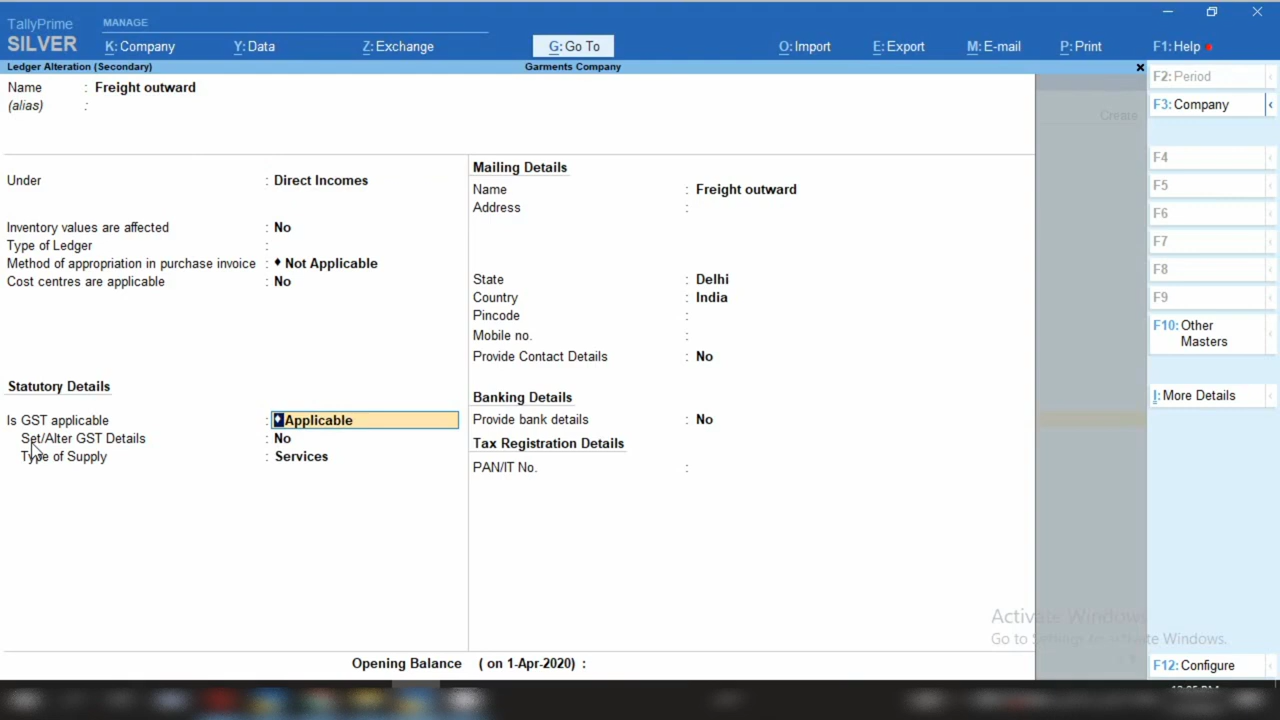 TallyPrime
SILVER
MANAGE
K: Company Y: Data Z: Exchange G: Go To O: Import E: Export M: E-mail P: Print F1: Help
Ledger Alteration (Secondary) Garments Company
Name : Freight outward
(alias) :
Under : Direct Incomes
Inventory values are affected : No
Type of Ledger :
Method of appropriation in purchase invoice : ♦ Not Applicable
Cost centres are applicable : No
Statutory Details
Is GST applicable : ♦ Applicable
Set/Alter GST Details : No
Type of Supply : Services
Mailing Details
Name : Freight outward
Address :
State : Delhi
Country : India
Pincode :
Mobile no. :
Provide Contact Details : No
Banking Details
Provide bank details : No
Tax Registration Details
PAN/IT No. :
Opening Balance ( on 1-Apr-2020) :
Create
F2: Period
F3: Company
F4
F5
F6
F7
F8
F9
F10: Other
Masters
I: More Details
F12: Configure
Activate Windows
Go to Settings to activate Windows.